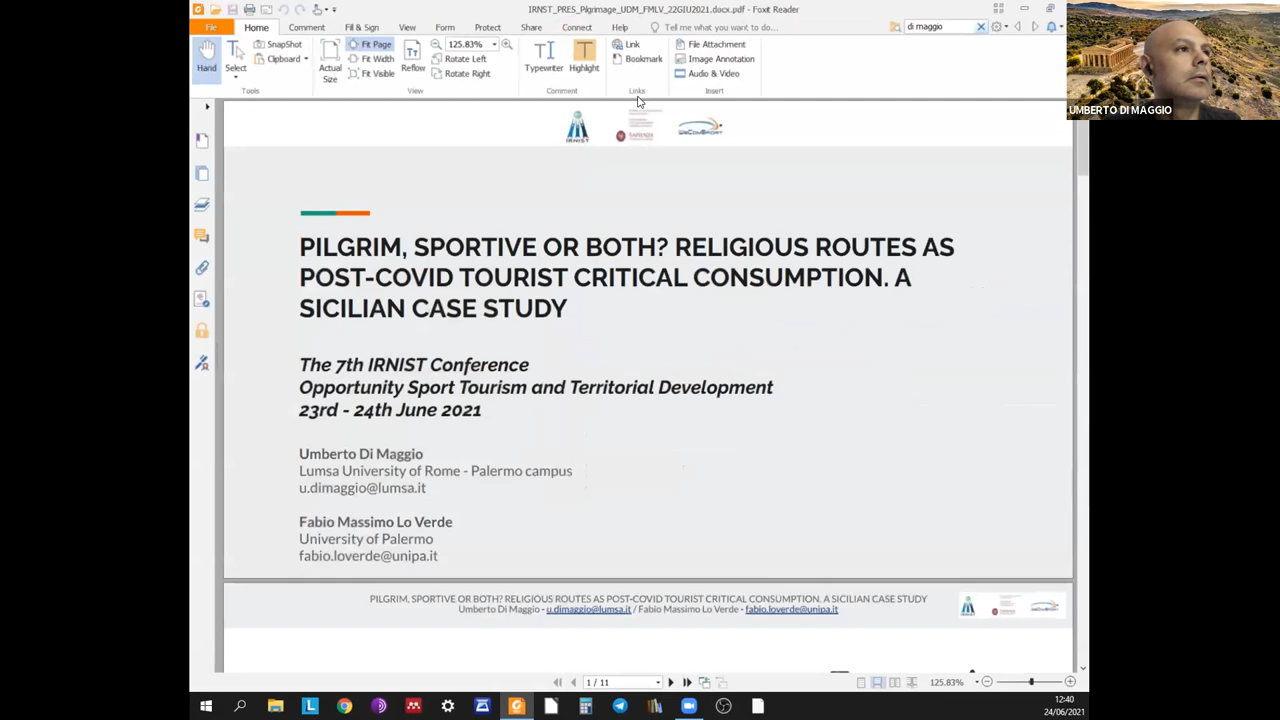 IRNST_PRES_Pilgrimage_UDM_FMLV_22GIU2021.docx.pdf - Foxit Reader
File Home Comment Fill & Sign View Form Protect Share Connect Help Tell me what you want to do... di maggio
Hand Select SnapShot Clipboard Actual Size Fit Page Fit Width Fit Visible Reflow 125.83% Rotate Left Rotate Right Typewriter Highlight Link Bookmark File Attachment Image Annotation Audio & Video
Tools View Comment Links Insert
UMBERTO DI MAGGIO
IRNIST SAPIENZA WeComSport
PILGRIM, SPORTIVE OR BOTH? RELIGIOUS ROUTES AS
POST-COVID TOURIST CRITICAL CONSUMPTION. A
SICILIAN CASE STUDY
The 7th IRNIST Conference
Opportunity Sport Tourism and Territorial Development
23rd - 24th June 2021
Umberto Di Maggio
Lumsa University of Rome - Palermo campus
u.dimaggio@lumsa.it
Fabio Massimo Lo Verde
University of Palermo
fabio.loverde@unipa.it
PILGRIM, SPORTIVE OR BOTH? RELIGIOUS ROUTES AS POST-COVID TOURIST CRITICAL CONSUMPTION. A SICILIAN CASE STUDY
Umberto Di Maggio - u.dimaggio@lumsa.it / Fabio Massimo Lo Verde - fabio.loverde@unipa.it
1 / 11
125.83%
12:40
24/06/2021